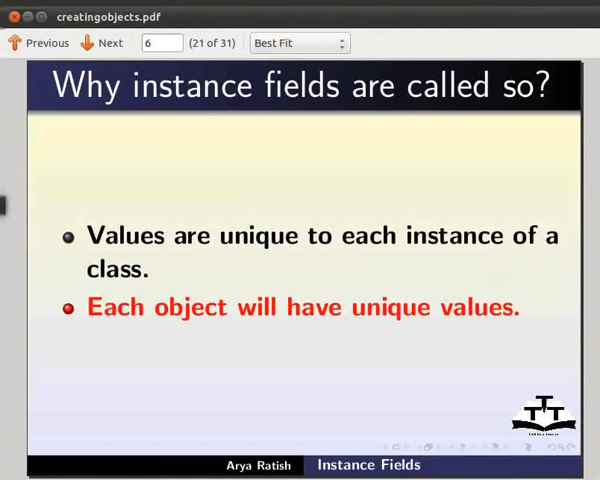 creatingobjects.pdf
Previous Next 6 (21 of 31) Best Fit
Why instance fields are called so?
Values are unique to each instance of a
class.
Each object will have unique values.
TTT
Arya Ratish Instance Fields